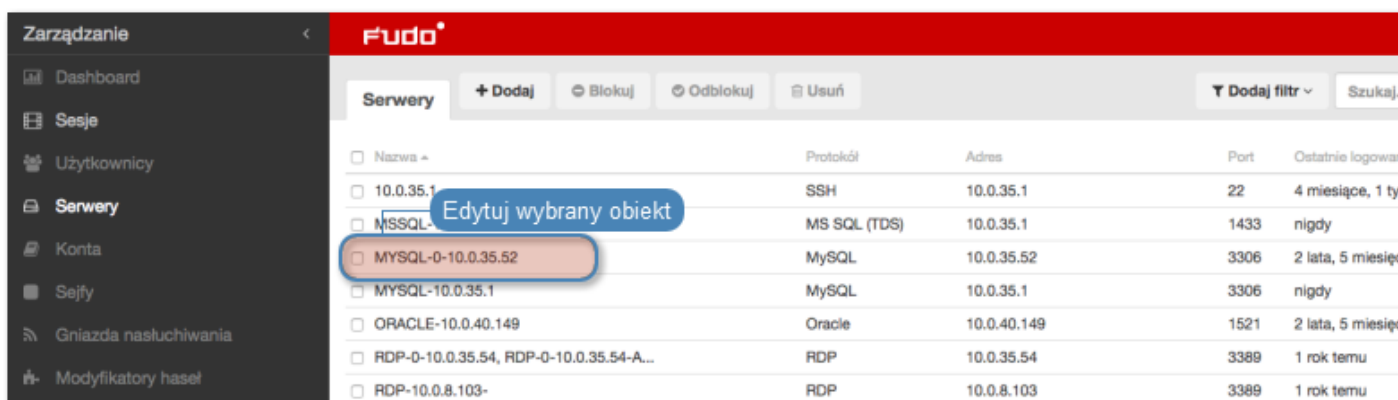 Zarządzanie
Fudo
Dashboard
Sesje
Użytkownicy
Serwery
Konta
Sejfy
Gniazda nasłuchiwania
Modyfikatory haseł
Serwery + Dodaj Blokuj Odblokuj Usuń Dodaj filtr Szukaj
Nazwa Protokół Adres Port Ostatnie logowa
10.0.35.1 SSH 10.0.35.1 22 4 miesiące, 1 ty
Edytuj wybrany obiekt
MSSQL- MS SQL (TDS) 10.0.35.1 1433 nigdy
MYSQL-0-10.0.35.52 MySQL 10.0.35.52 3306 2 lata, 5 miesię
MYSQL-10.0.35.1 MySQL 10.0.35.1 3306 nigdy
ORACLE-10.0.40.149 Oracle 10.0.40.149 1521 2 lata, 5 miesię
RDP-0-10.0.35.54, RDP-0-10.0.35.54-A... RDP 10.0.35.54 3389 1 rok temu
RDP-10.0.8.103- RDP 10.0.8.103 3389 1 rok temu